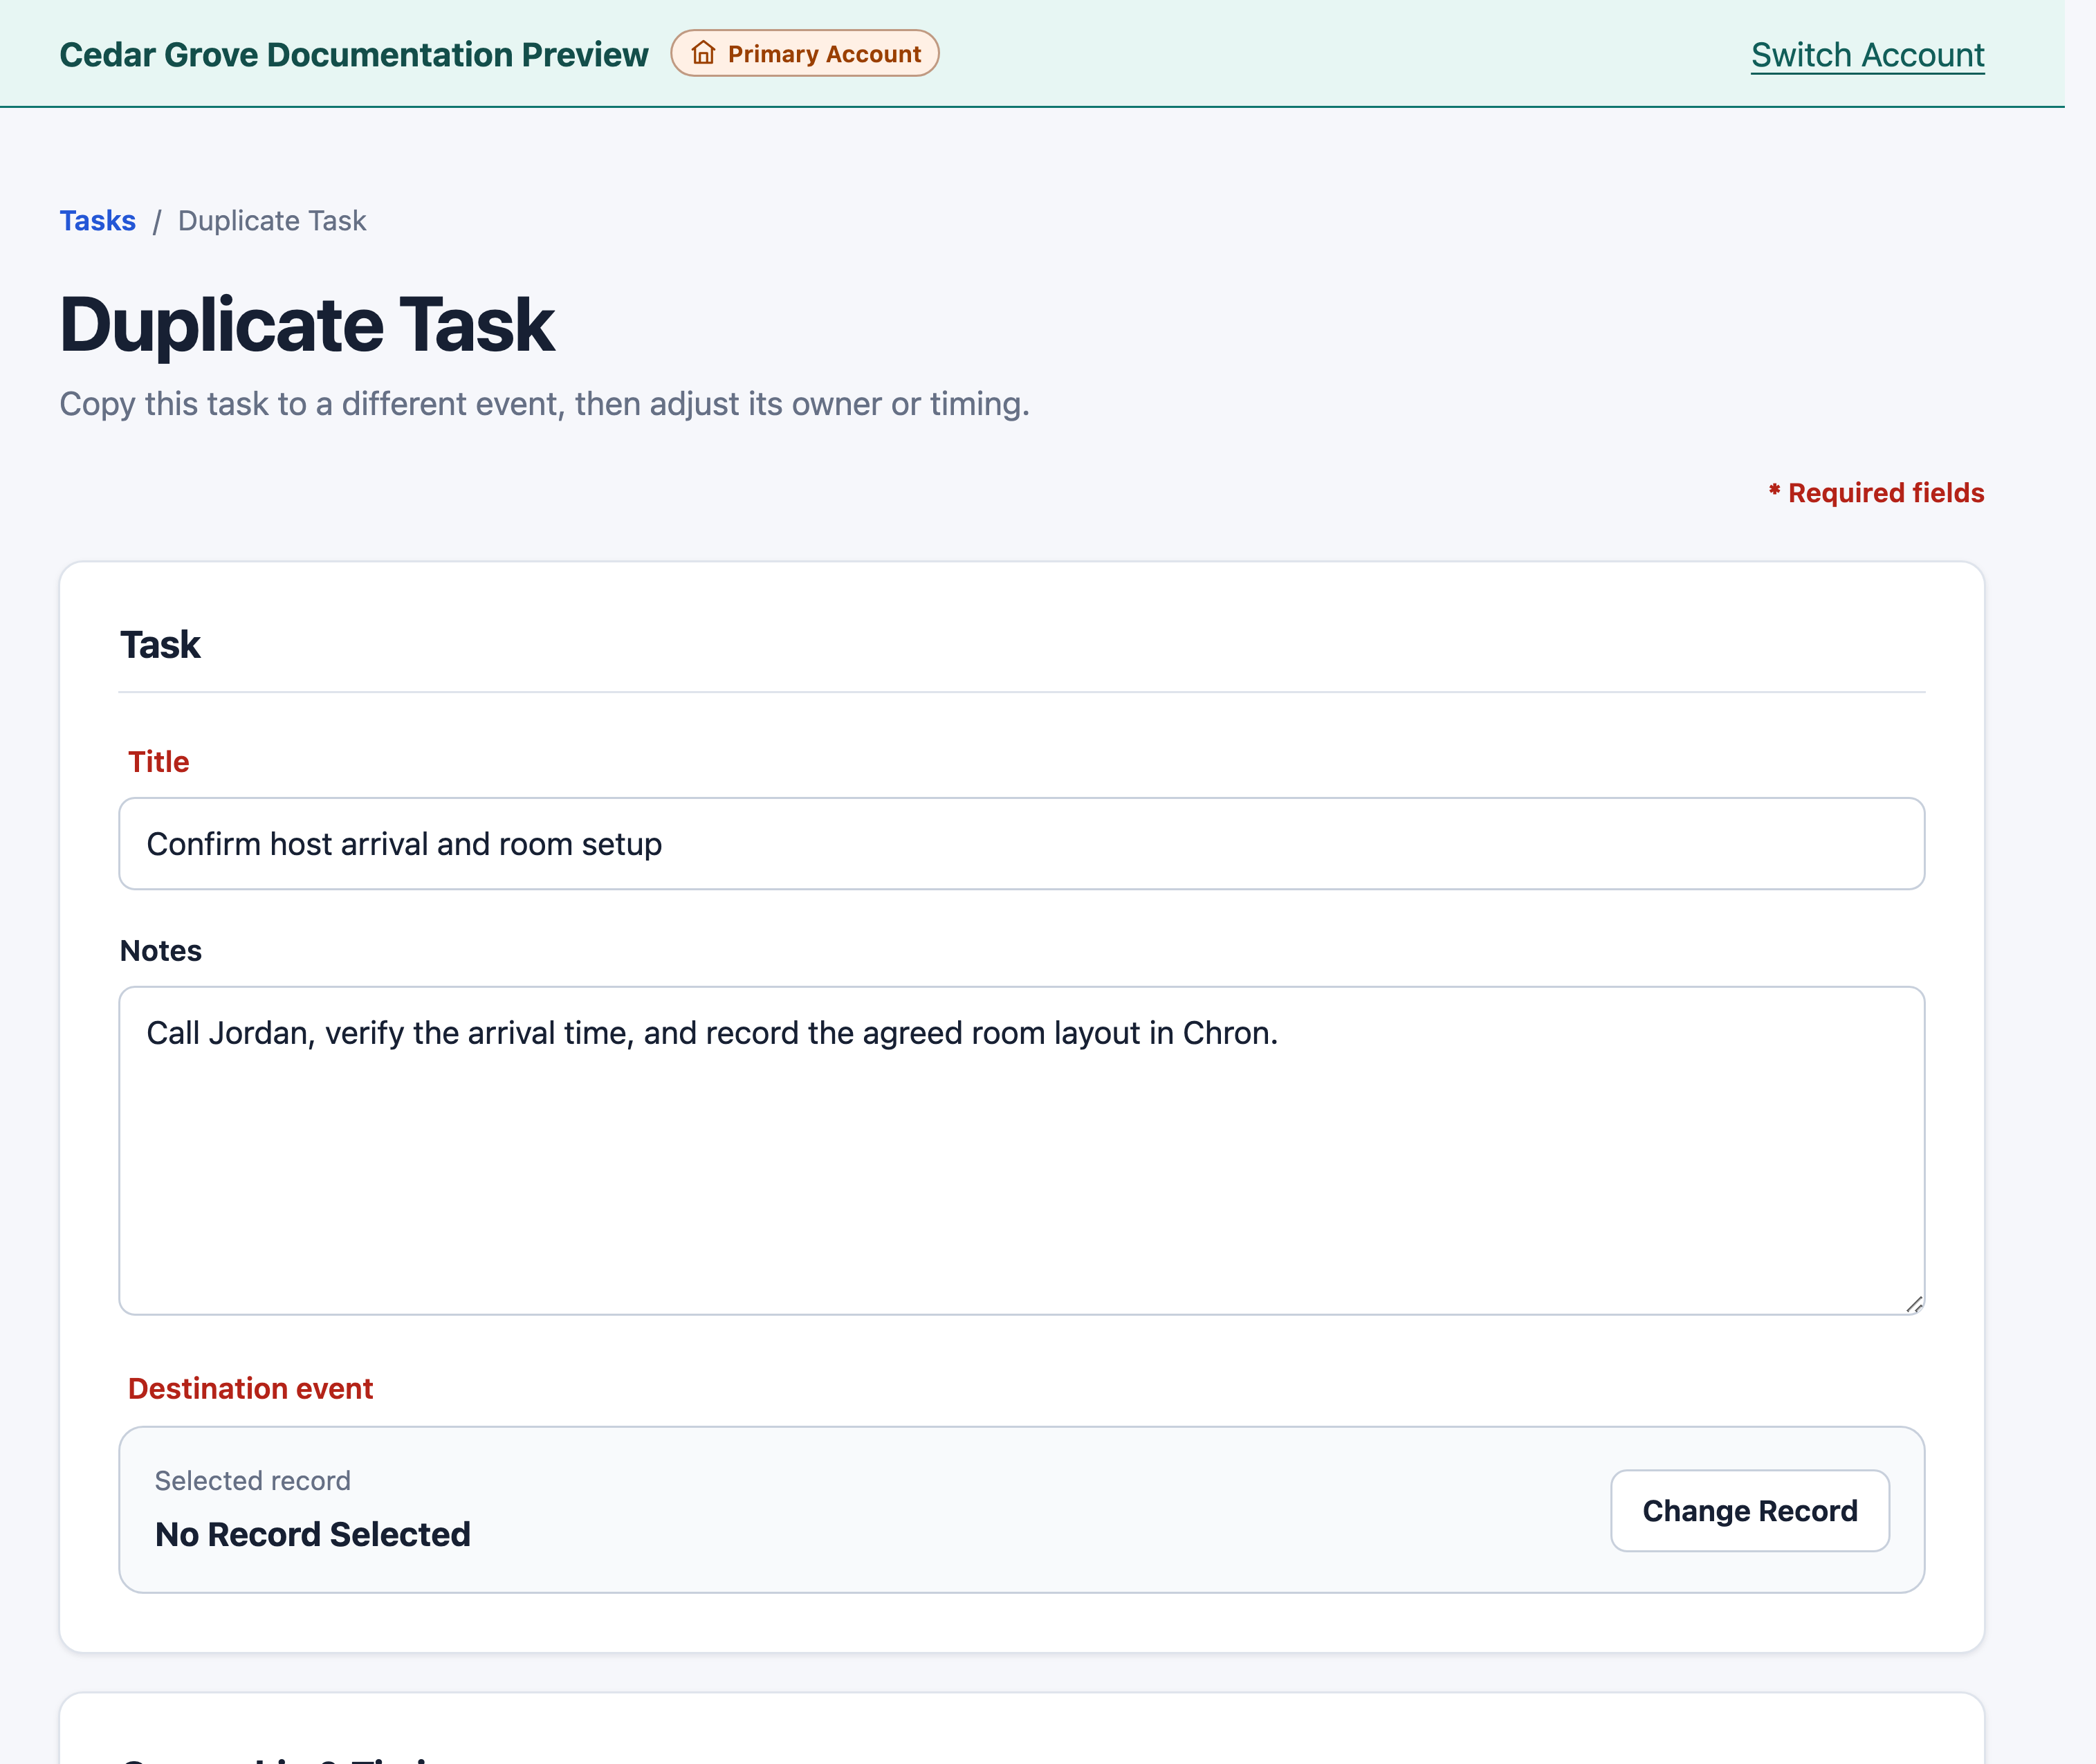 Cedar Grove Documentation Preview
Primary Account
Switch Account
Tasks / Duplicate Task
Duplicate Task
Copy this task to a different event, then adjust its owner or timing.
* Required fields
Task
Title
Confirm host arrival and room setup
Notes
Call Jordan, verify the arrival time, and record the agreed room layout in Chron.
Destination event
Selected record
No Record Selected
Change Record